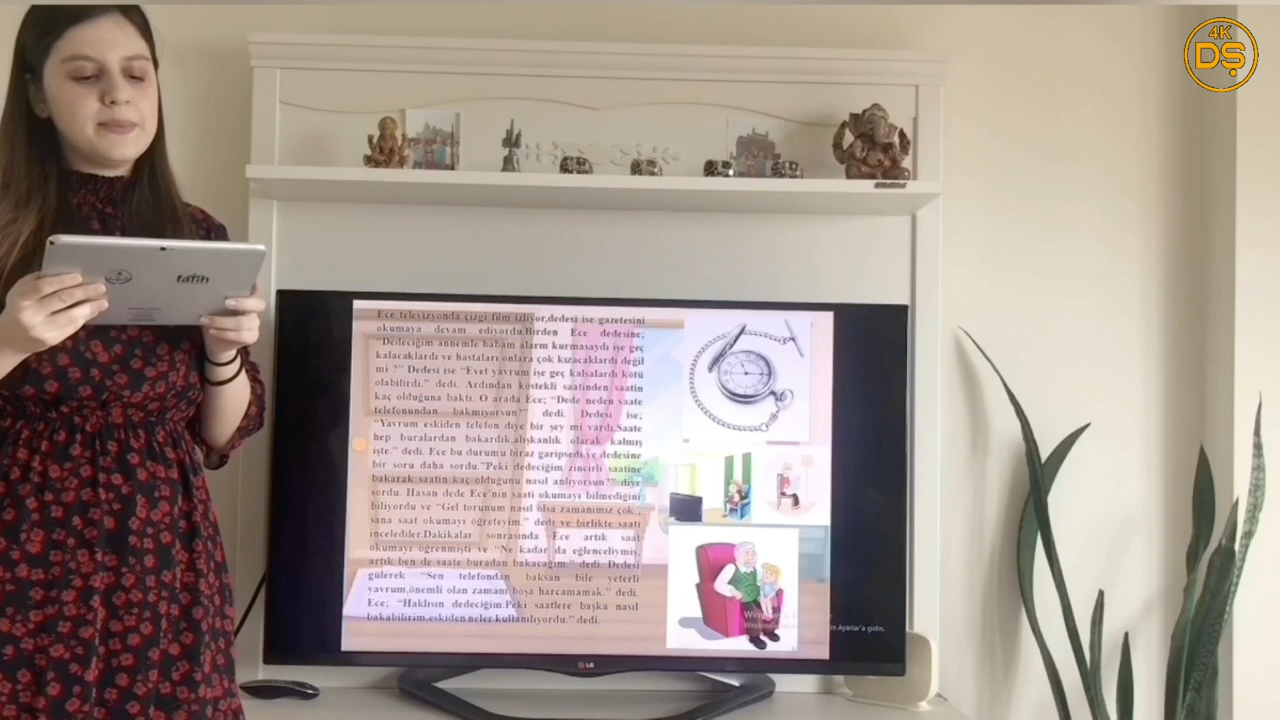 4K
DŞ
fatih
Ece televizyonda çizgi film izliyor,dedesi ise gazetesini
okumaya devam ediyordu.Birden Ece dedesine;
"Dedeciğim annemle babam alarm kurmasaydı işe geç
kalacaklardı ve hastaları onlara çok kızacaklardı değil
mi ?" Dedesi ise "Evet yavrum işe geç kalsalardı kötü
olabilirdi." dedi. Ardından köstekli saatinden saatin
kaç olduğuna baktı. O arada Ece; "Dede neden saate
telefonundan bakmıyorsun?" dedi. Dedesi ise;
"Yavrum eskiden telefon diye bir şey mi vardı.Saate
hep buralardan bakardık,alışkanlık olarak kalmış
işte." dedi. Ece bu durumu biraz garipsedi ve dedesine
bir soru daha sordu."Peki dedeciğim zincirli saatine
bakarak saatin kaç olduğunu nasıl anlıyorsun?" diye
sordu. Hasan dede Ece'nin saati okumayı bilmediğini
biliyordu ve "Gel torunum nasıl olsa zamanımız çok ,
sana saat okumayı öğreteyim." dedi ve birlikte saati
incelediler.Dakikalar sonrasında Ece artık saat
okumayı öğrenmişti ve "Ne kadar da eğlenceliymiş,
artık ben de saate buradan bakacağım." dedi. Dedesi
gülerek "Sen telefondan baksan bile yeterli
yavrum,önemli olan zamanı boşa harcamamak." dedi.
Ece; "Haklısın dedeciğim.Peki saatlere başka nasıl
bakabilirim,eskiden neler kullanılıyordu." dedi.
in Ayarlar'a gidin.
LG